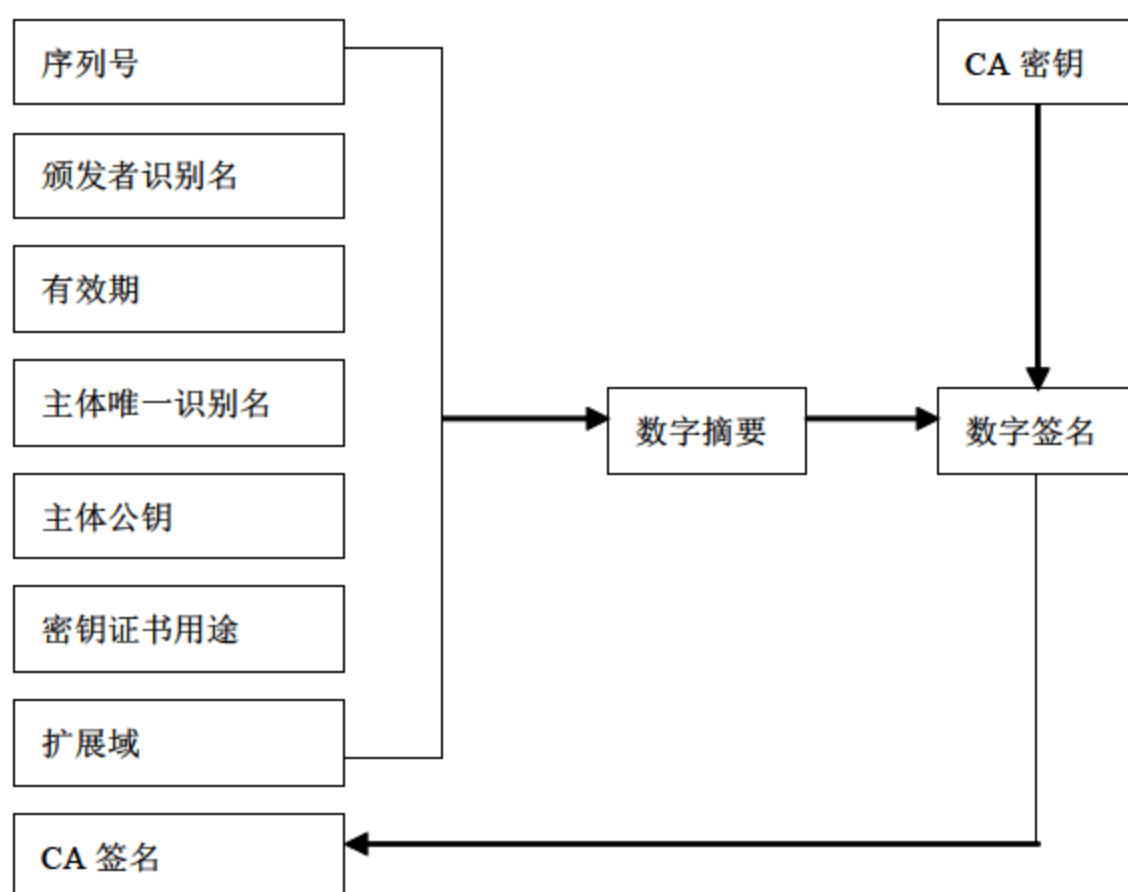 序列号
颁发者识别名
有效期
主体唯一识别名
主体公钥
密钥证书用途
扩展域
CA 签名
数字摘要
CA 密钥
数字签名